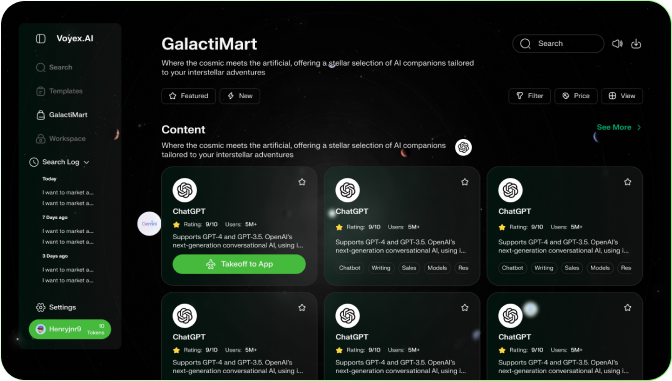 Voyex.AI
Search
Templates
GalactiMart
Workspace
Search Log
Today
I want to market a...
I want to market a...
7 Days ago
I want to market a...
I want to market a...
3 Days ago
I want to market a...
I want to market a...
Settings
Henryjnr9
10
Tokens
GalactiMart
Where the cosmic meets the artificial, offering a stellar selection of AI companions tailored
to your interstellar adventures
Search
Featured
New
Filter
Price
View
Content
See More
Where the cosmic meets the artificial, offering a stellar selection of AI companions
tailored to your interstellar adventures
ChatGPT
Rating: 9/10 Users: 5M+
Supports GPT-4 and GPT-3.5. OpenAI's
next-generation conversational AI, using i...
Takeoff to App
ChatGPT
Rating: 9/10 Users: 5M+
Supports GPT-4 and GPT-3.5. OpenAI's
next-generation conversational AI, using i...
Chatbot Writing Sales Models Res
ChatGPT
Rating: 9/10 Users: 5M+
Supports GPT-4 and GPT-3.5. OpenAI's
next-generation conversational AI, using i...
Chatbot Writing Sales Models Res
ChatGPT
Rating: 9/10 Users: 5M+
Supports GPT-4 and GPT-3.5. OpenAI's
next-generation conversational AI, using i...
ChatGPT
Rating: 9/10 Users: 5M+
Supports GPT-4 and GPT-3.5. OpenAI's
next-generation conversational AI, using i...
ChatGPT
Rating: 9/10 Users: 5M+
Supports GPT-4 and GPT-3.5. OpenAI's
next-generation conversational AI, using i...